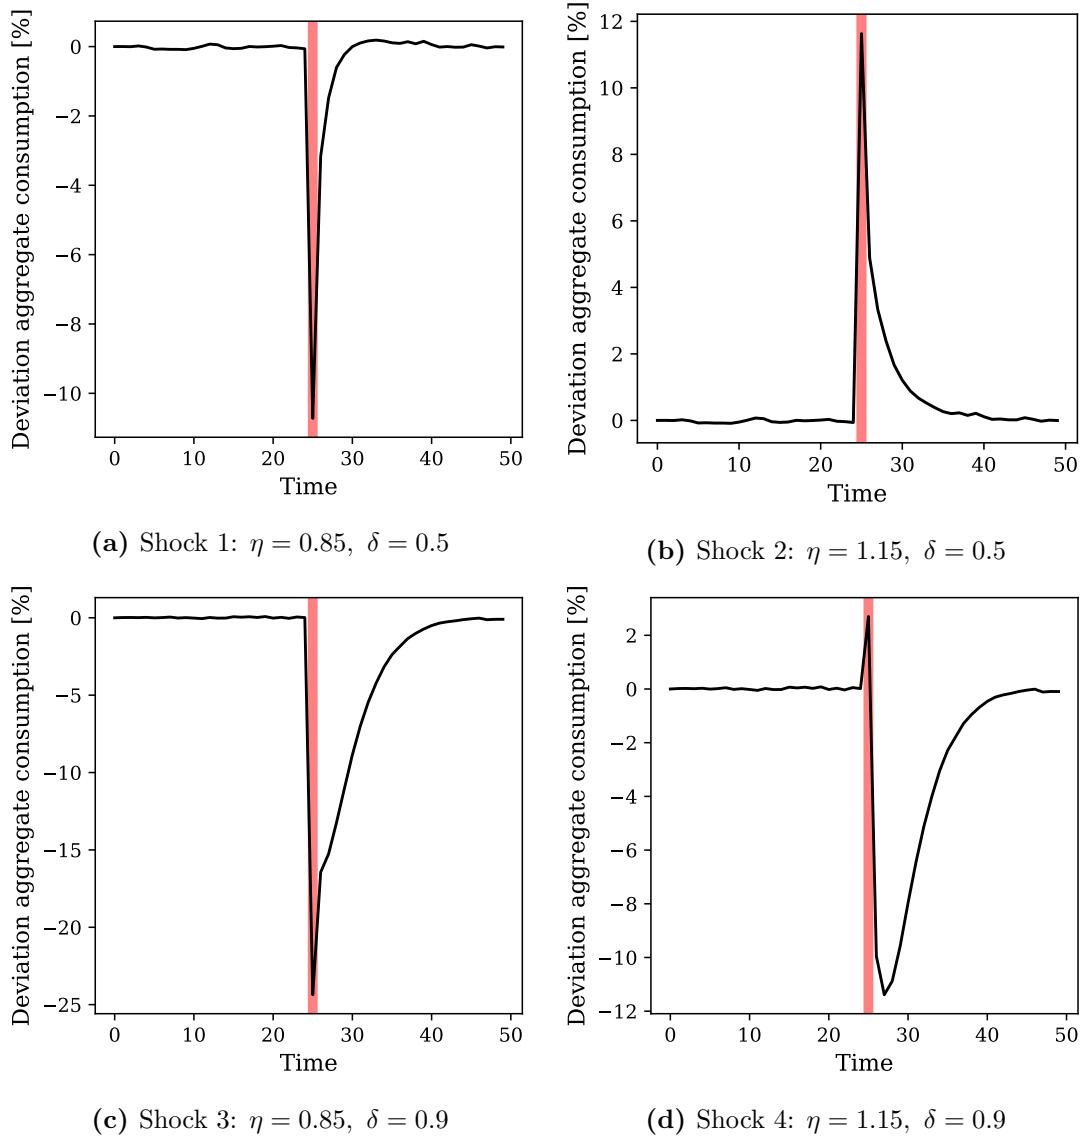 Deviation aggregate consumption [%]
0
−2
−4
−6
−8
−10
0 10 20 30 40 50
Time
(a) Shock 1: η = 0.85, δ = 0.5
Deviation aggregate consumption [%]
12
10
8
6
4
2
0
0 10 20 30 40 50
Time
(b) Shock 2: η = 1.15, δ = 0.5
Deviation aggregate consumption [%]
0
−5
−10
−15
−20
−25
0 10 20 30 40 50
Time
(c) Shock 3: η = 0.85, δ = 0.9
Deviation aggregate consumption [%]
2
0
−2
−4
−6
−8
−10
−12
0 10 20 30 40 50
Time
(d) Shock 4: η = 1.15, δ = 0.9